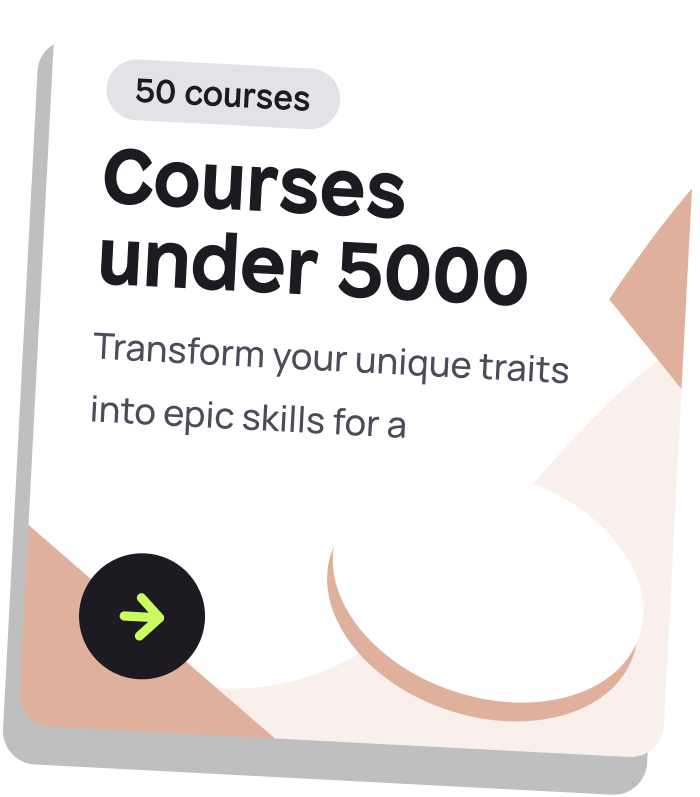 50 courses
Courses
under 5000
Transform your unique traits
into epic skills for a